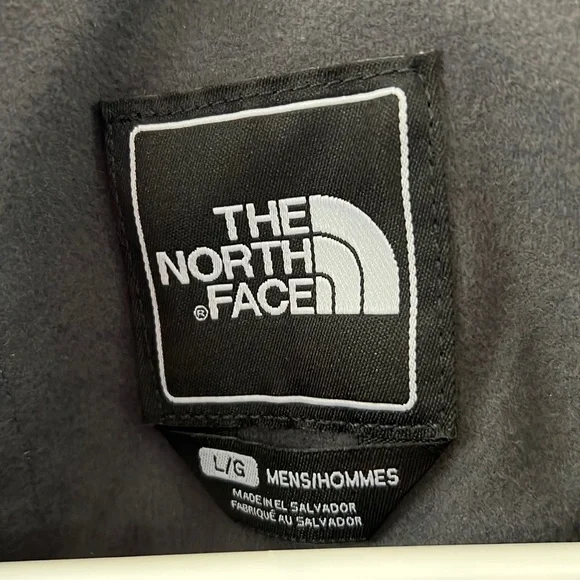 THE
NORTH
®FACE
L/G MENS/HOMMES
MADE IN EL SALVADOR
FABRIQUÉ AU SALVADOR